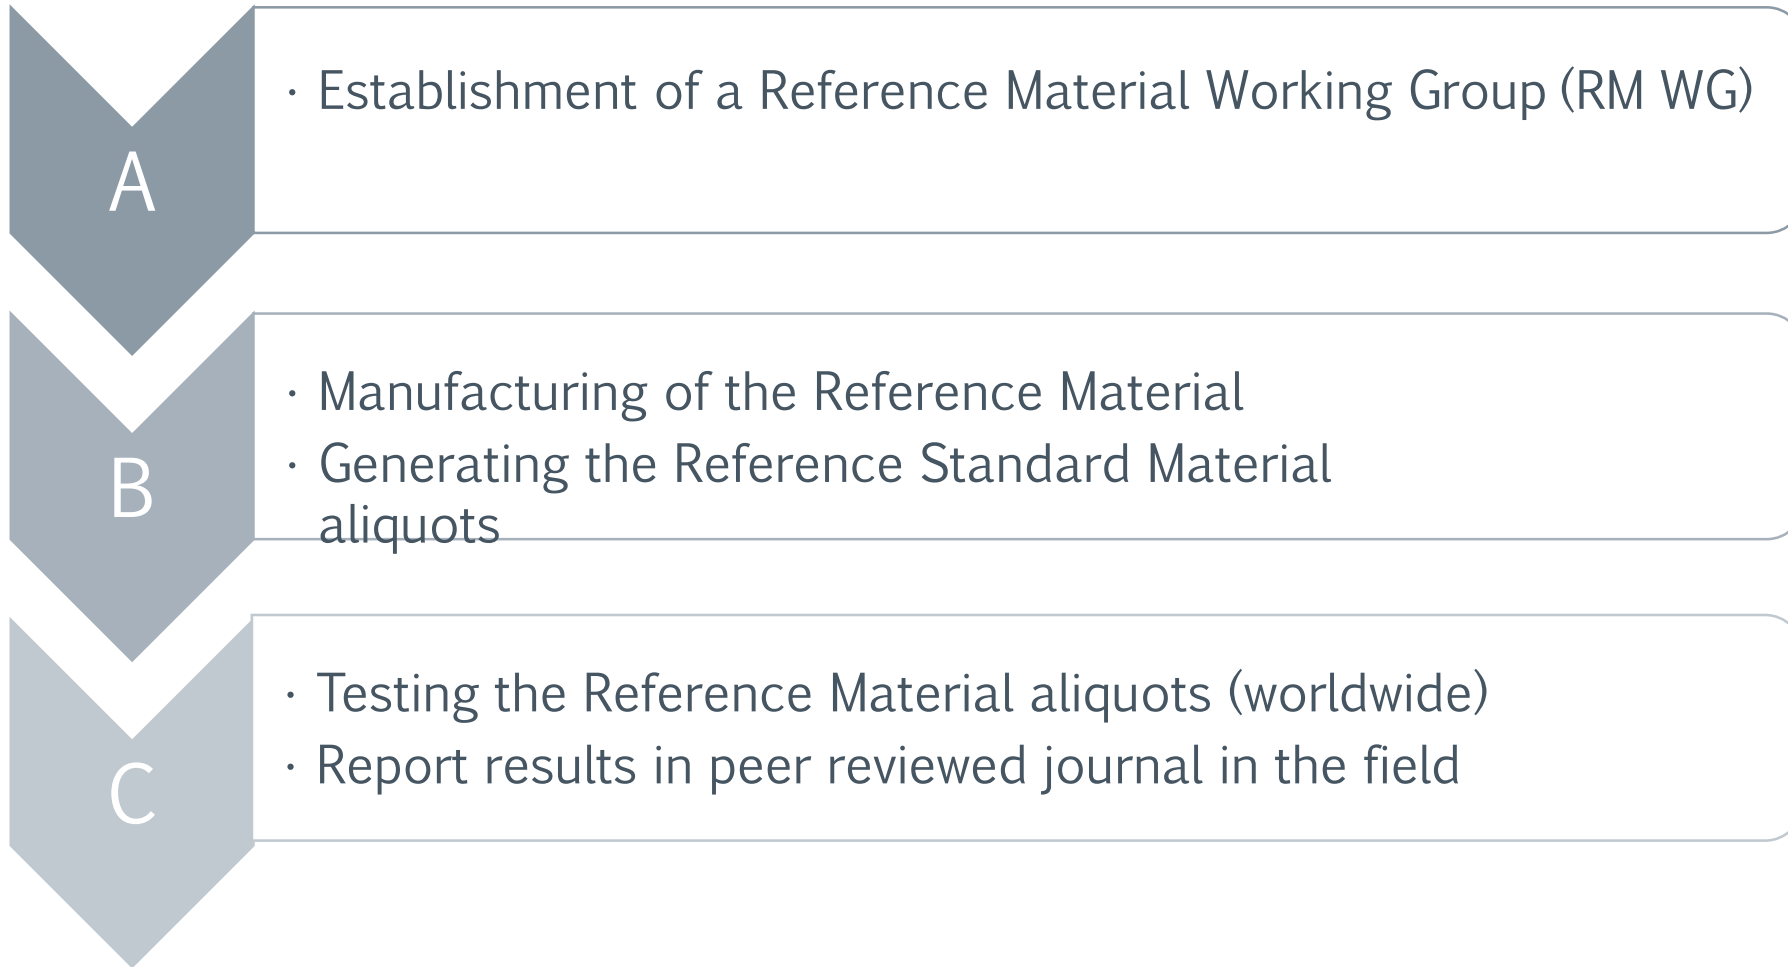 A
· Establishment of a Reference Material Working Group (RM WG)
B
· Manufacturing of the Reference Material
· Generating the Reference Standard Material
aliquots
C
· Testing the Reference Material aliquots (worldwide)
· Report results in peer reviewed journal in the field